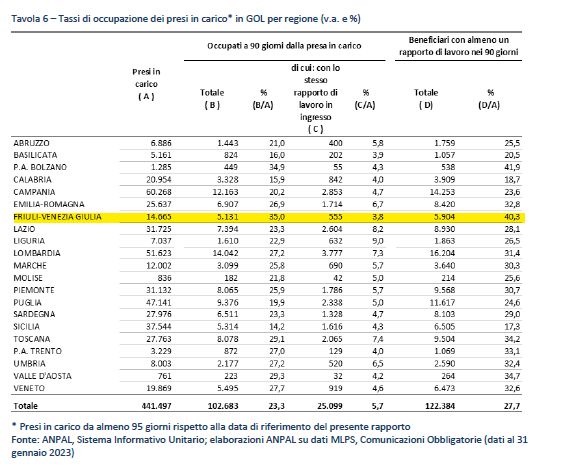 Tavola 6 – Tassi di occupazione dei presi in carico* in GOL per regione (v.a. e %)
Presi in carico ( A ) | Occupati a 90 giorni dalla presa in carico | Beneficiari con almeno un rapporto di lavoro nei 90 giorni
Totale ( B ) | % (B/A) | di cui: con lo stesso rapporto di lavoro in ingresso ( C ) | % (C/A) | Totale ( D ) | % (D/A)
ABRUZZO 6.886 1.443 21,0 400 5,8 1.759 25,5
BASILICATA 5.161 824 16,0 202 3,9 1.057 20,5
P.A. BOLZANO 1.285 449 34,9 55 4,3 538 41,9
CALABRIA 20.954 3.328 15,9 842 4,0 3.909 18,7
CAMPANIA 60.268 12.163 20,2 2.853 4,7 14.253 23,6
EMILIA-ROMAGNA 25.637 6.907 26,9 1.714 6,7 8.420 32,8
FRIULI-VENEZIA GIULIA 14.665 5.131 35,0 555 3,8 5.904 40,3
LAZIO 31.725 7.394 23,3 2.604 8,2 8.930 28,1
LIGURIA 7.037 1.610 22,9 632 9,0 1.863 26,5
LOMBARDIA 51.623 14.042 27,2 3.777 7,3 16.204 31,4
MARCHE 12.002 3.099 25,8 690 5,7 3.640 30,3
MOLISE 836 182 21,8 42 5,0 214 25,6
PIEMONTE 31.132 8.065 25,9 1.786 5,7 9.568 30,7
PUGLIA 47.141 9.376 19,9 2.338 5,0 11.617 24,6
SARDEGNA 27.976 6.511 23,3 1.328 4,7 8.103 29,0
SICILIA 37.544 5.314 14,2 1.616 4,3 6.505 17,3
TOSCANA 27.763 8.078 29,1 2.065 7,4 9.504 34,2
P.A. TRENTO 3.229 872 27,0 129 4,0 1.069 33,1
UMBRIA 8.003 2.177 27,2 520 6,5 2.590 32,4
VALLE D'AOSTA 761 223 29,3 32 4,2 264 34,7
VENETO 19.869 5.495 27,7 919 4,6 6.473 32,6
Totale 441.497 102.683 23,3 25.099 5,7 122.384 27,7
* Presi in carico da almeno 95 giorni rispetto alla data di riferimento del presente rapporto
Fonte: ANPAL, Sistema Informativo Unitario; elaborazioni ANPAL su dati MLPS, Comunicazioni Obbligatorie (dati al 31
gennaio 2023)